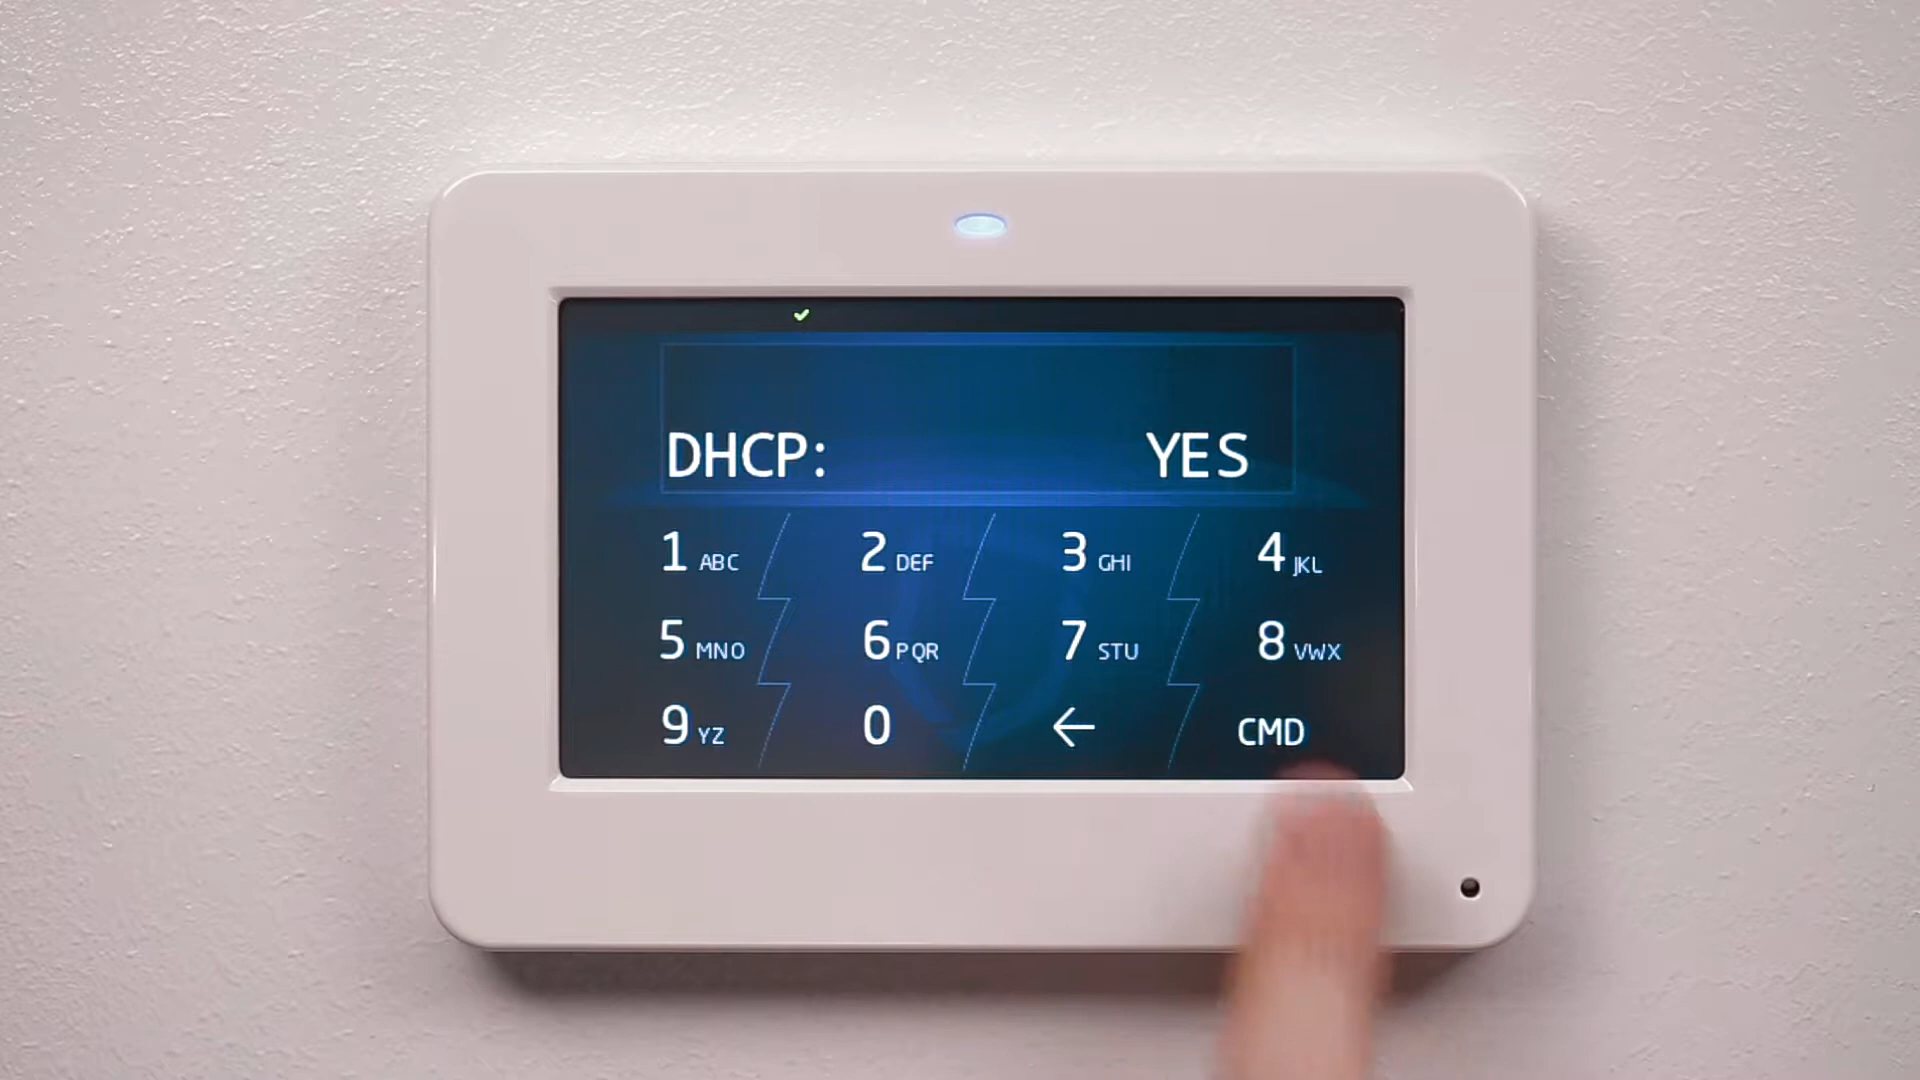 DHCP: YES
1 ABC 2 DEF 3 GHI 4 JKL
5 MNO 6 PQR 7 STU 8 VWX
9 YZ 0 ← CMD